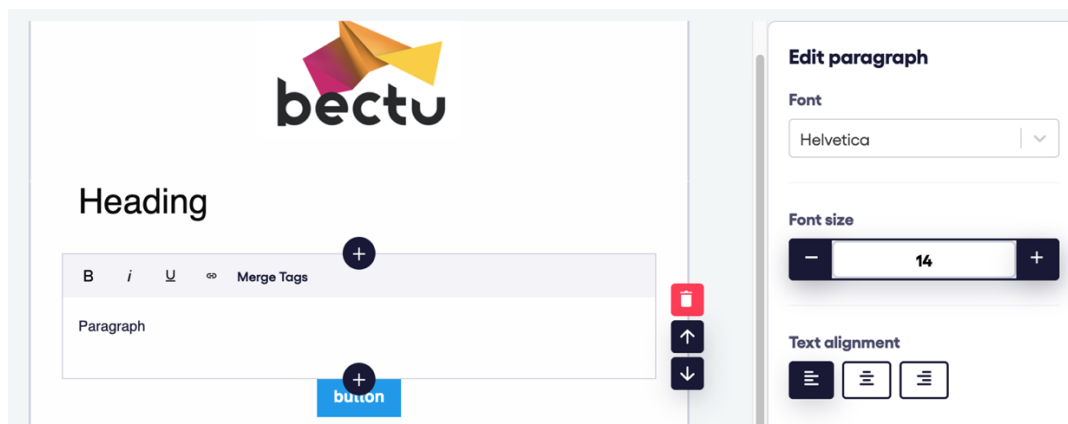 bectu
Heading
B i U Merge Tags
Paragraph
button
Edit paragraph
Font
Helvetica
Font size
14
Text alignment